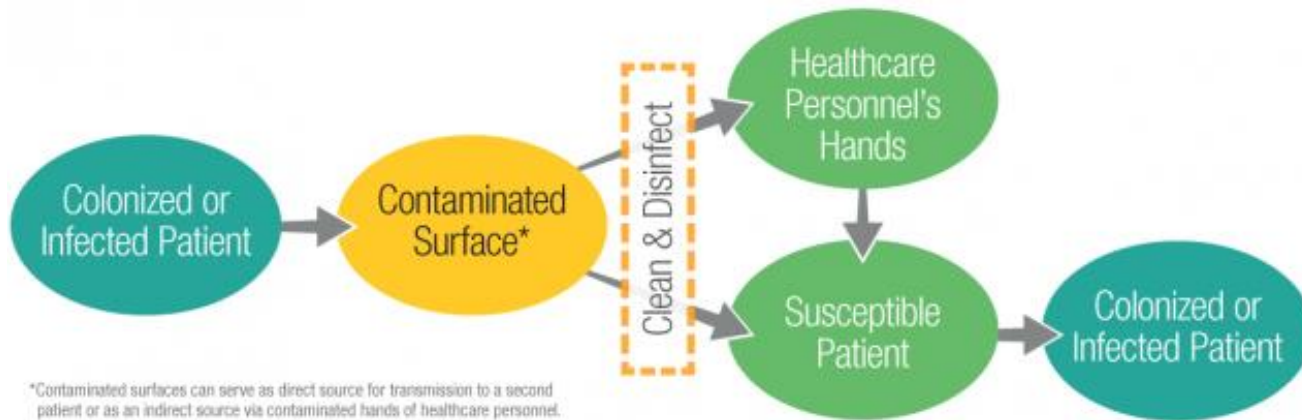 Colonized or
Infected Patient
Contaminated
Surface*
Clean & Disinfect
Healthcare
Personnel's
Hands
Susceptible
Patient
Colonized or
Infected Patient
*Contaminated surfaces can serve as direct source for transmission to a second
patient or as an indirect source via contaminated hands of healthcare personnel.